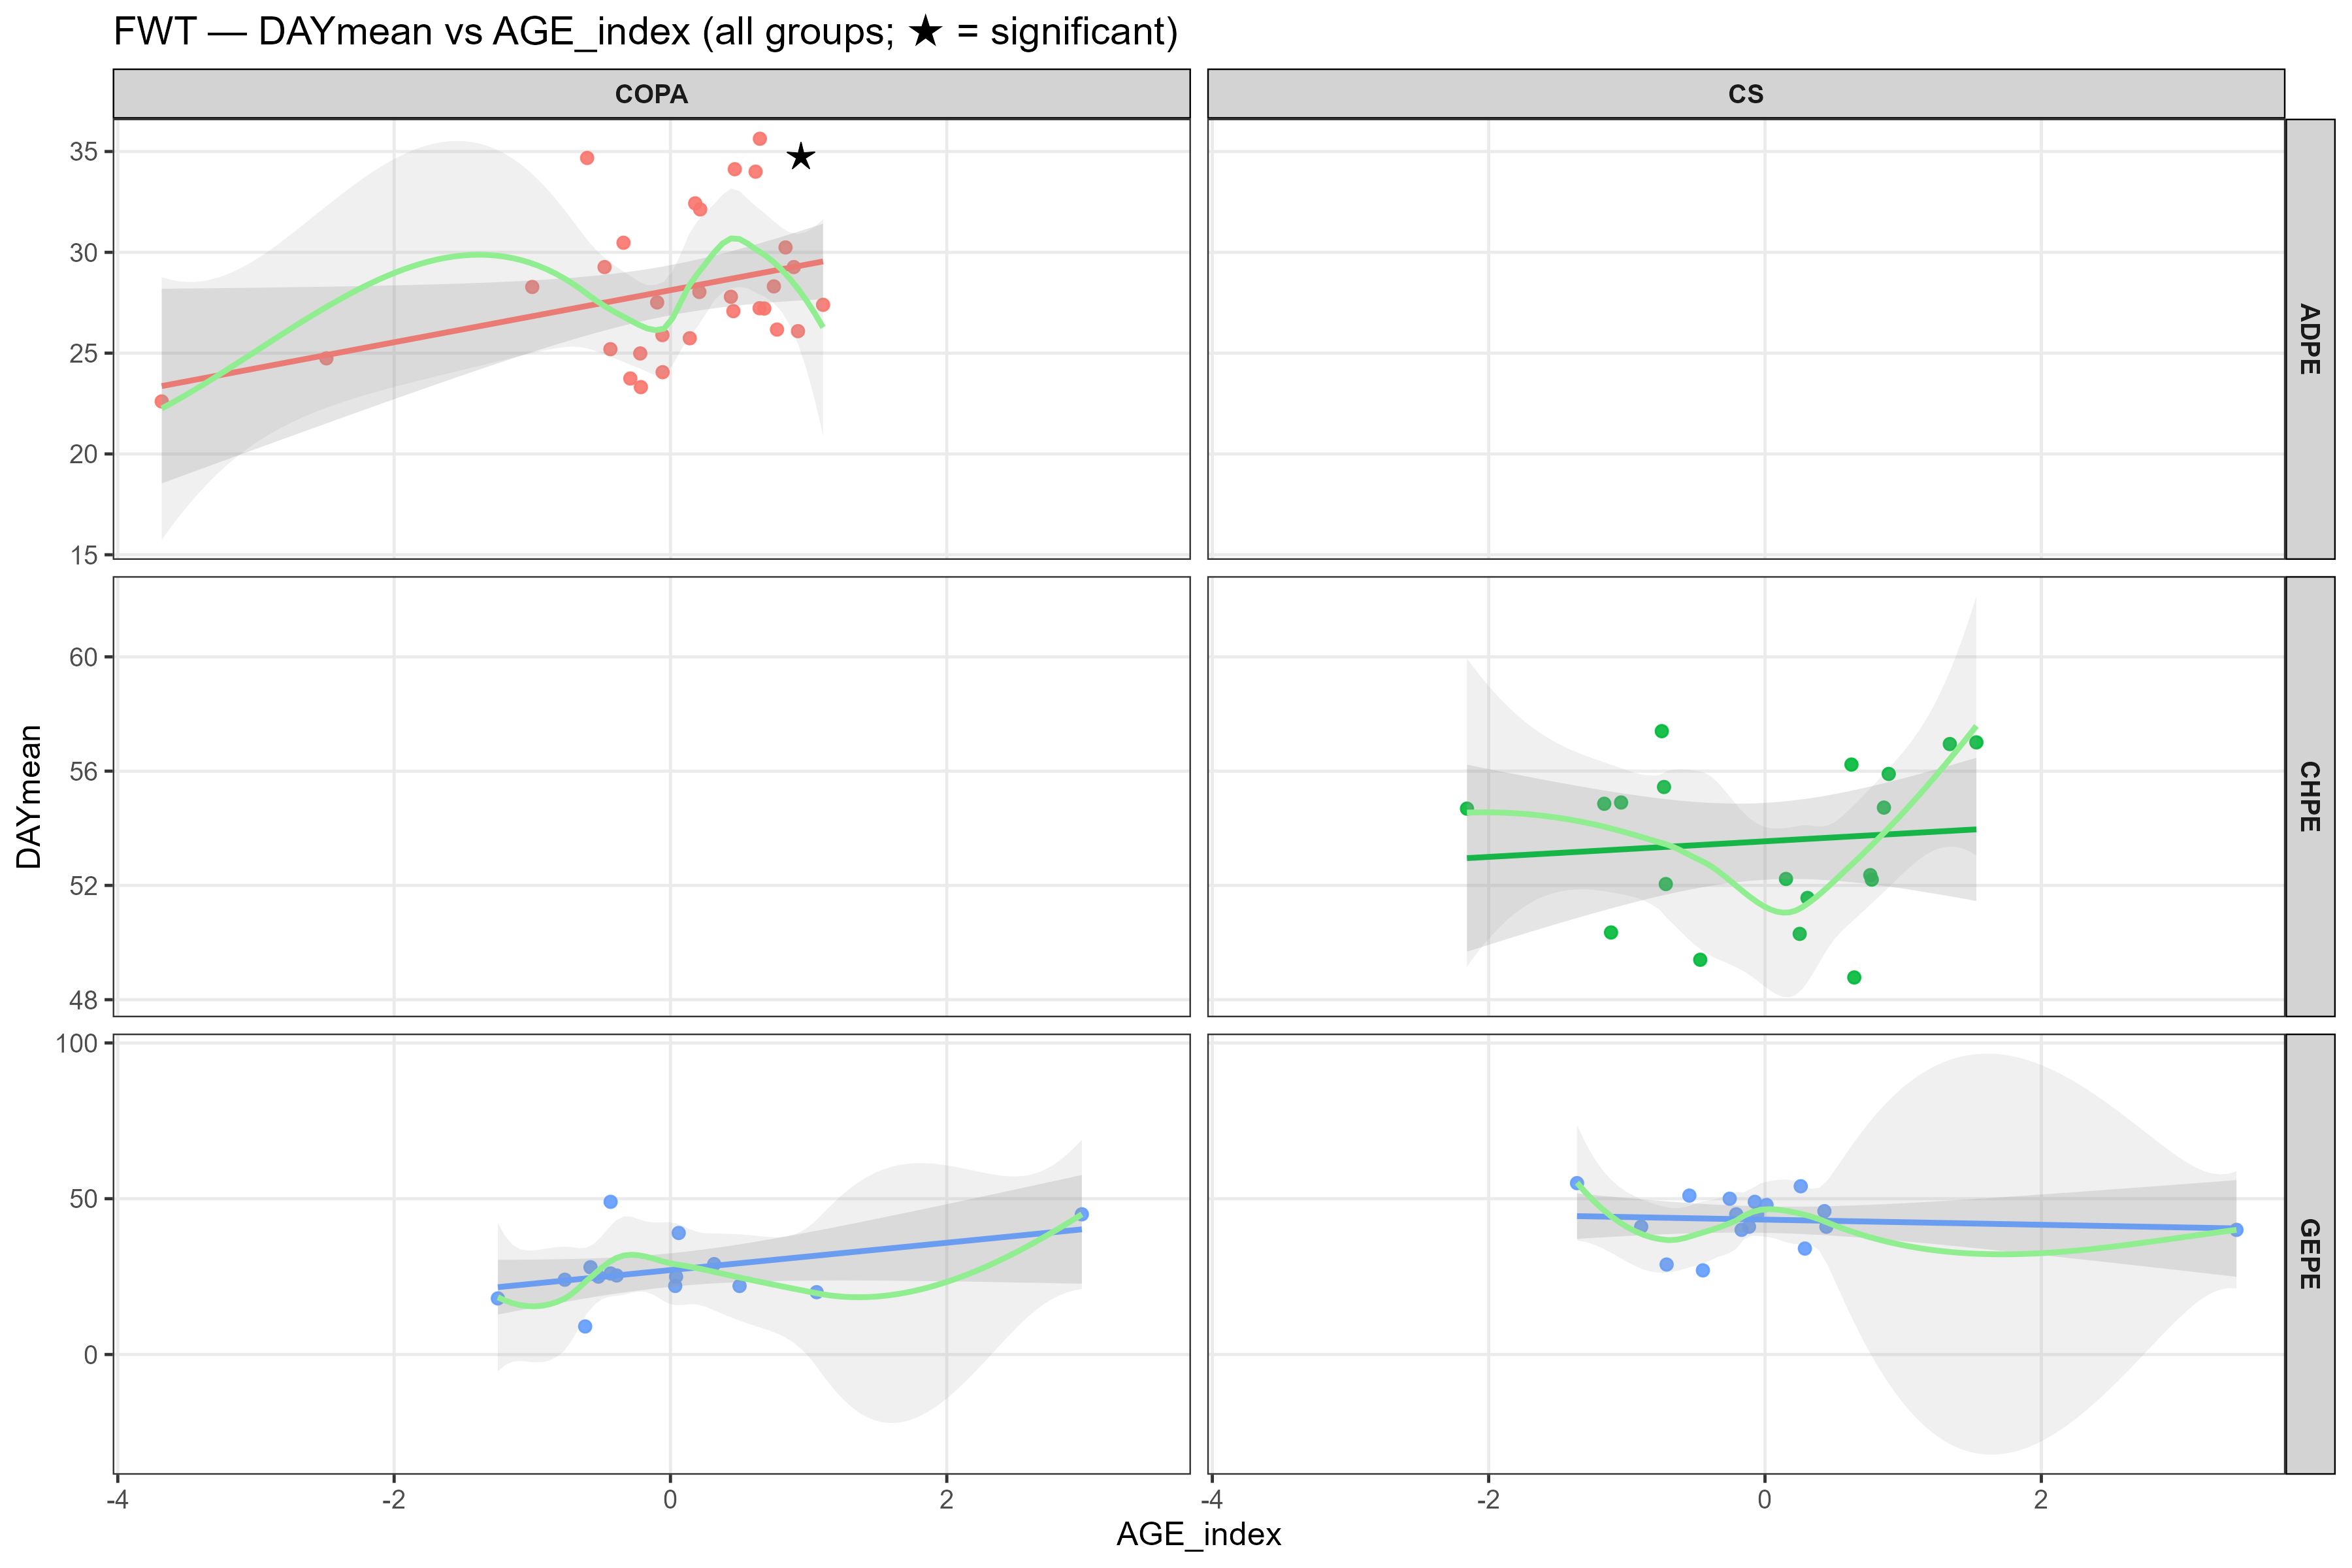 FWT — DAYmean vs AGE_index (all groups; ★ = significant)
COPA
CS
35
30
25
20
15
ADPE
60
56
52
48
CHPE
DAYmean
100
50
0
GEPE
-4
-2
0
2
-4
-2
0
2
AGE_index